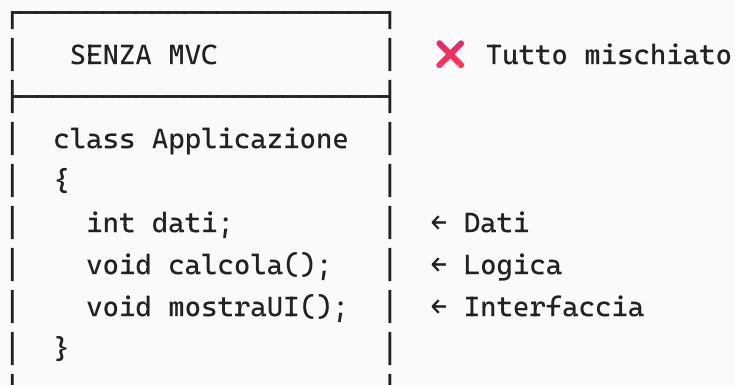 SENZA MVC ❌ Tutto mischiato
class Applicazione
{
int dati; ← Dati
void calcola(); ← Logica
void mostraUI(); ← Interfaccia
}